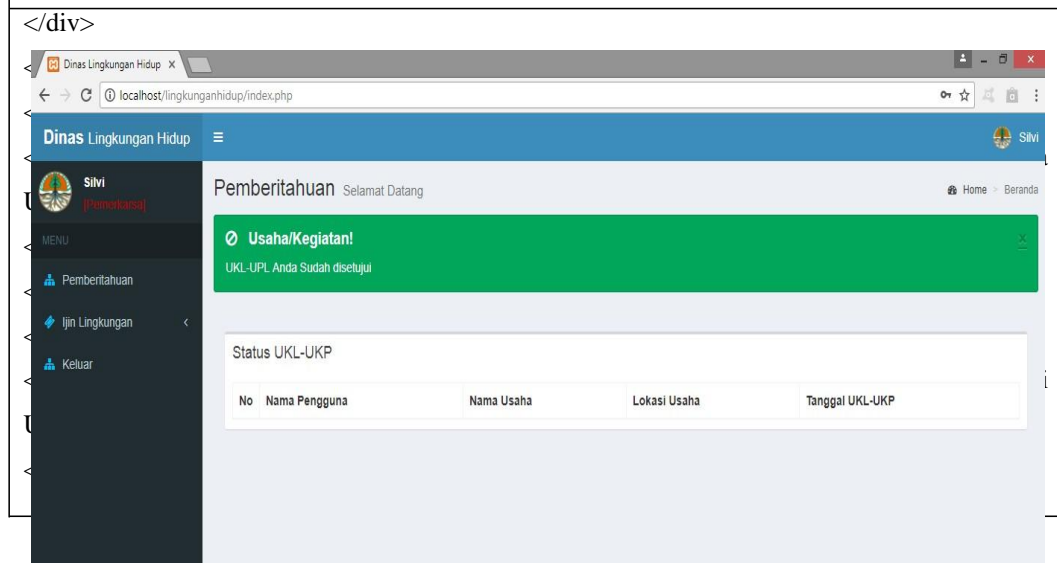 </div>
Dinas Lingkungan Hidup
localhost/lingkunganhidup/index.php
Dinas Lingkungan Hidup
Silvi
Silvi
[Pemerkarsa]
Pemberitahuan Selamat Datang
Home > Beranda
MENU
Usaha/Kegiatan!
x
UKL-UPL Anda Sudah disetujui
Pemberitahuan
Ijin Lingkungan
Keluar
Status UKL-UKP
No Nama Pengguna Nama Usaha Lokasi Usaha Tanggal UKL-UKP